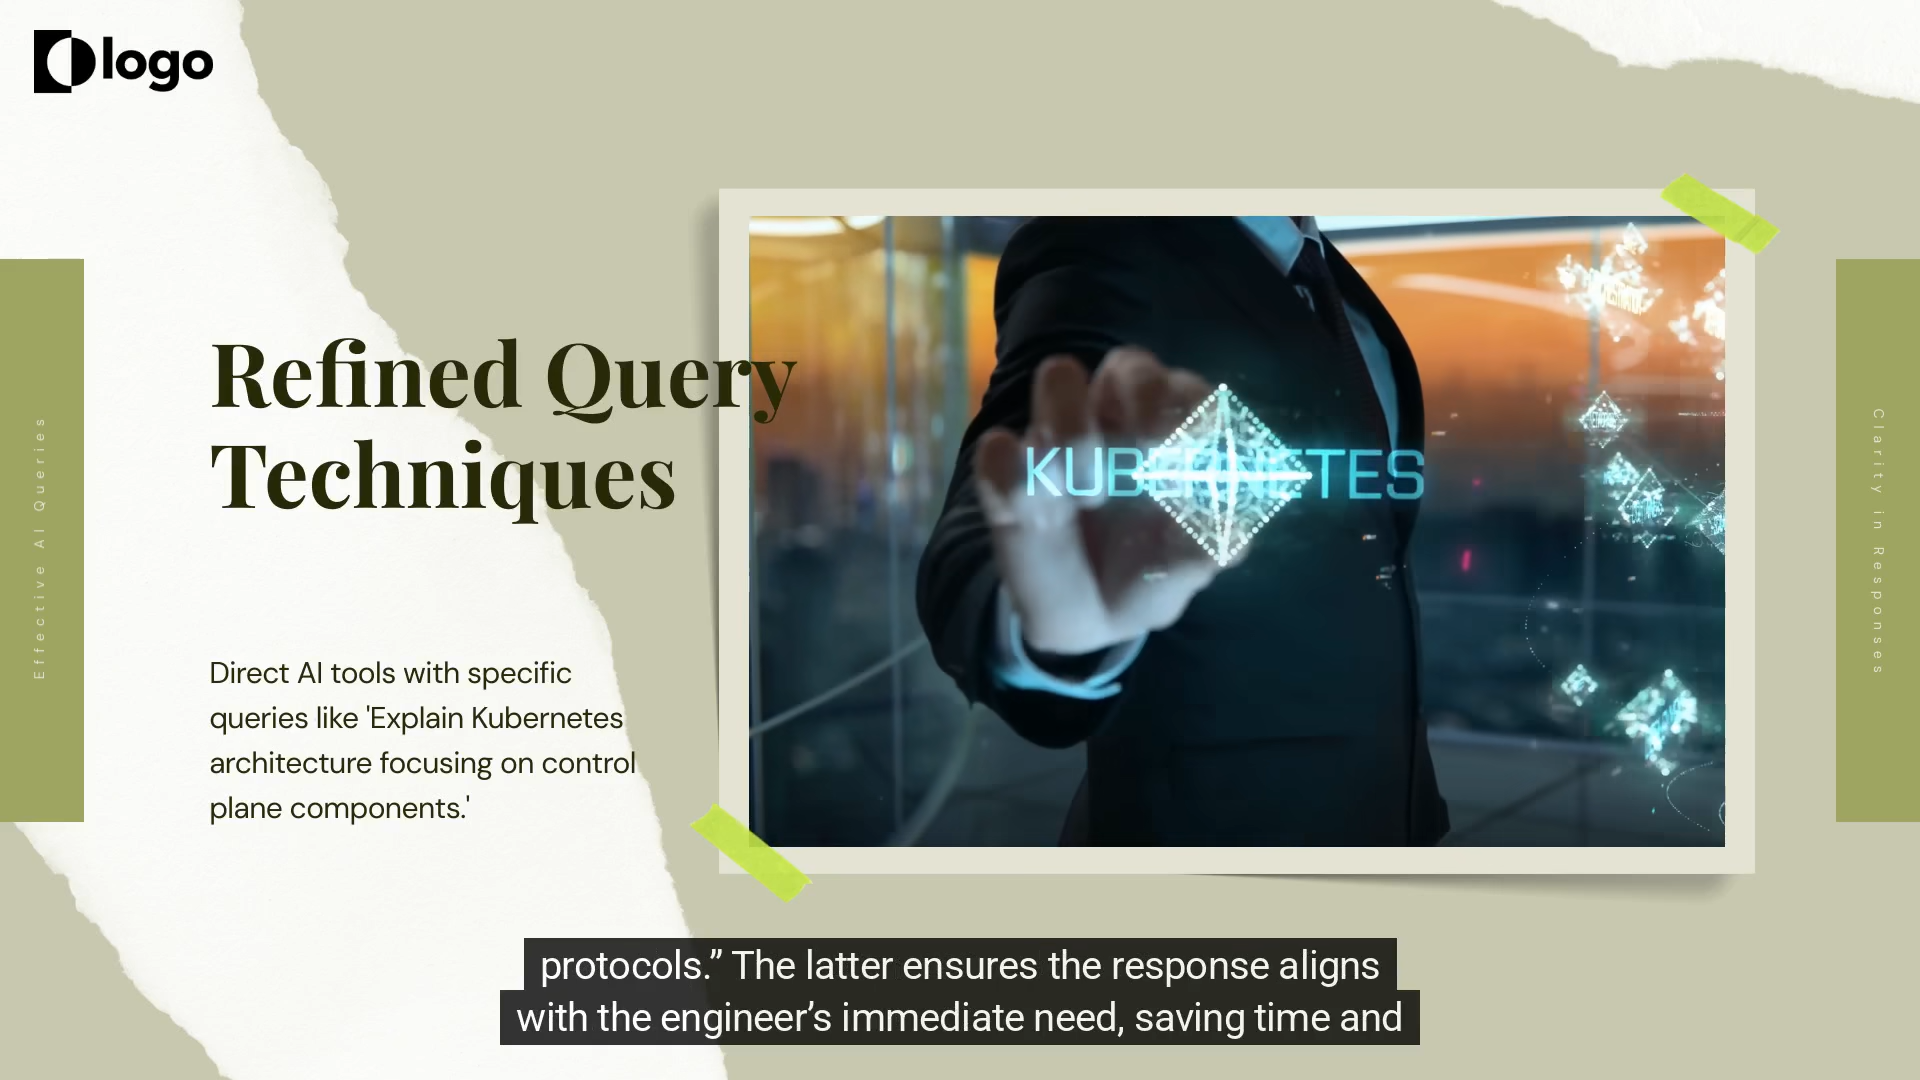 logo
Effective AI Queries
Refined Query
Techniques
Direct AI tools with specific
queries like 'Explain Kubernetes
architecture focusing on control
plane components.'
KUBERNETES
Clarity in Responses
protocols.” The latter ensures the response aligns
with the engineer’s immediate need, saving time and